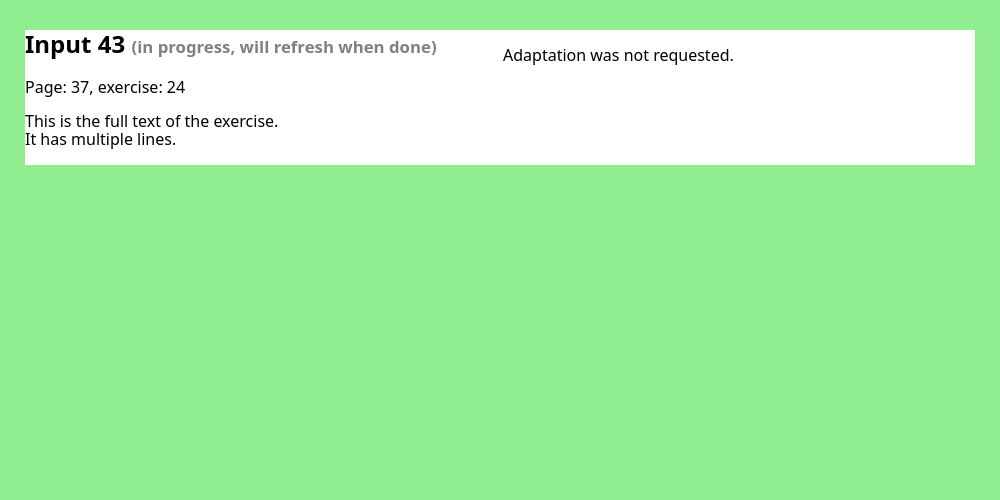 Input 43 (in progress, will refresh when done)
Page: 37, exercise: 24
This is the full text of the exercise.
It has multiple lines.
Adaptation was not requested.